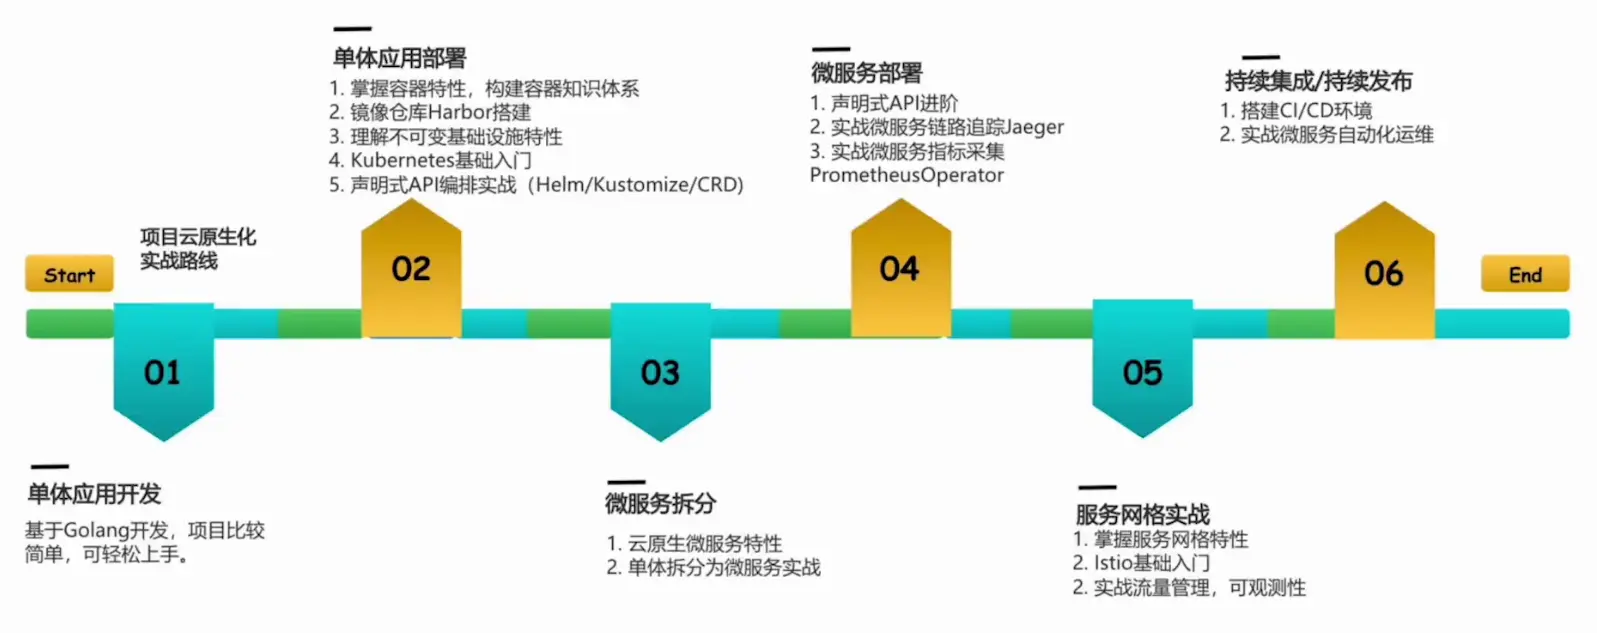 项目云原生化
实战路线
Start
01
单体应用开发
基于Golang开发，项目比较
简单，可轻松上手。
02
单体应用部署
1. 掌握容器特性，构建容器知识体系
2. 镜像仓库Harbor搭建
3. 理解不可变基础设施特性
4. Kubernetes基础入门
5. 声明式API编排实战（Helm/Kustomize/CRD)
03
微服务拆分
1. 云原生微服务特性
2. 单体拆分为微服务实战
04
微服务部署
1. 声明式API进阶
2. 实战微服务链路追踪Jaeger
3. 实战微服务指标采集
PrometheusOperator
05
服务网格实战
1. 掌握服务网格特性
2. Istio基础入门
2. 实战流量管理，可观测性
06
持续集成/持续发布
1. 搭建CI/CD环境
2. 实战微服务自动化运维
End